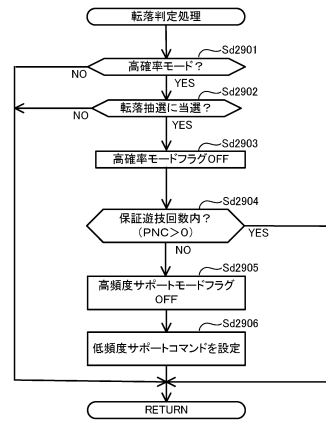 転落判定処理
Sd2901
高確率モード?
NO
YES
Sd2902
転落抽選に当選?
NO
YES
Sd2903
高確率モードフラグOFF
Sd2904
保証遊技回数内?
(PNC>0)
YES
NO
Sd2905
高頻度サポートモードフラグ
OFF
Sd2906
低頻度サポートコマンドを設定
RETURN